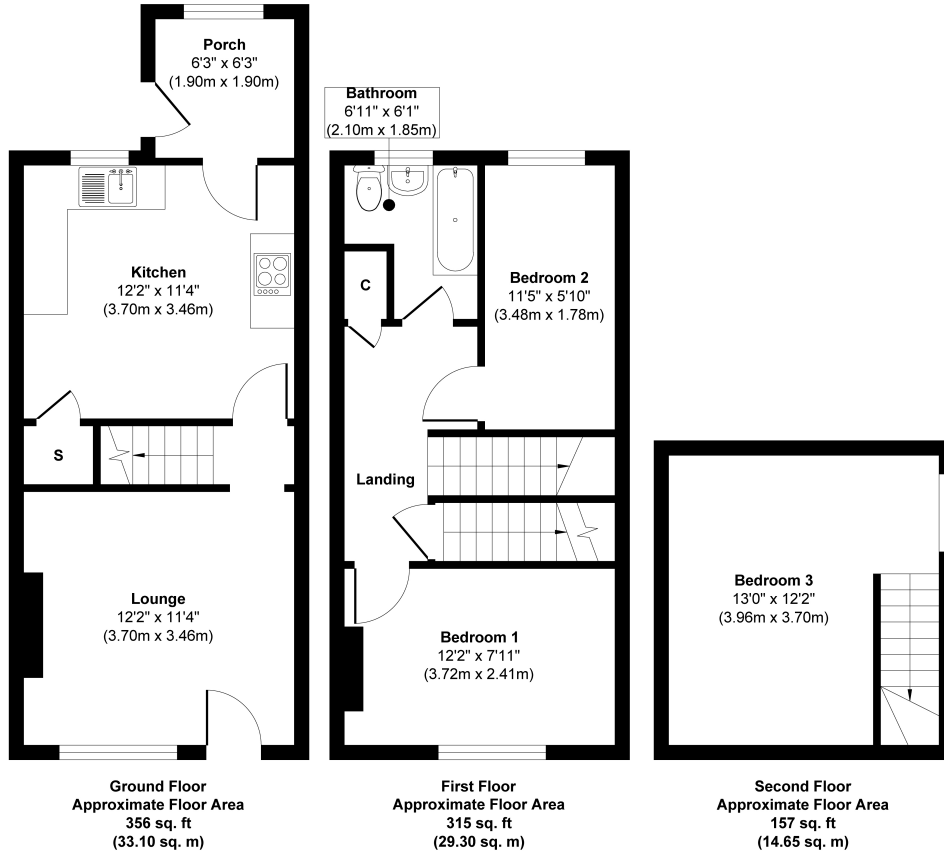 Porch
6'3" x 6'3"
(1.90m x 1.90m)
Kitchen
12'2" x 11'4"
(3.70m x 3.46m)
S
Lounge
12'2" x 11'4"
(3.70m x 3.46m)
Ground Floor
Approximate Floor Area
356 sq. ft
(33.10 sq. m)
Bathroom
6'11" x 6'1"
(2.10m x 1.85m)
C
Bedroom 2
11'5" x 5'10"
(3.48m x 1.78m)
Landing
Bedroom 1
12'2" x 7'11"
(3.72m x 2.41m)
First Floor
Approximate Floor Area
315 sq. ft
(29.30 sq. m)
Bedroom 3
13'0" x 12'2"
(3.96m x 3.70m)
Second Floor
Approximate Floor Area
157 sq. ft
(14.65 sq. m)